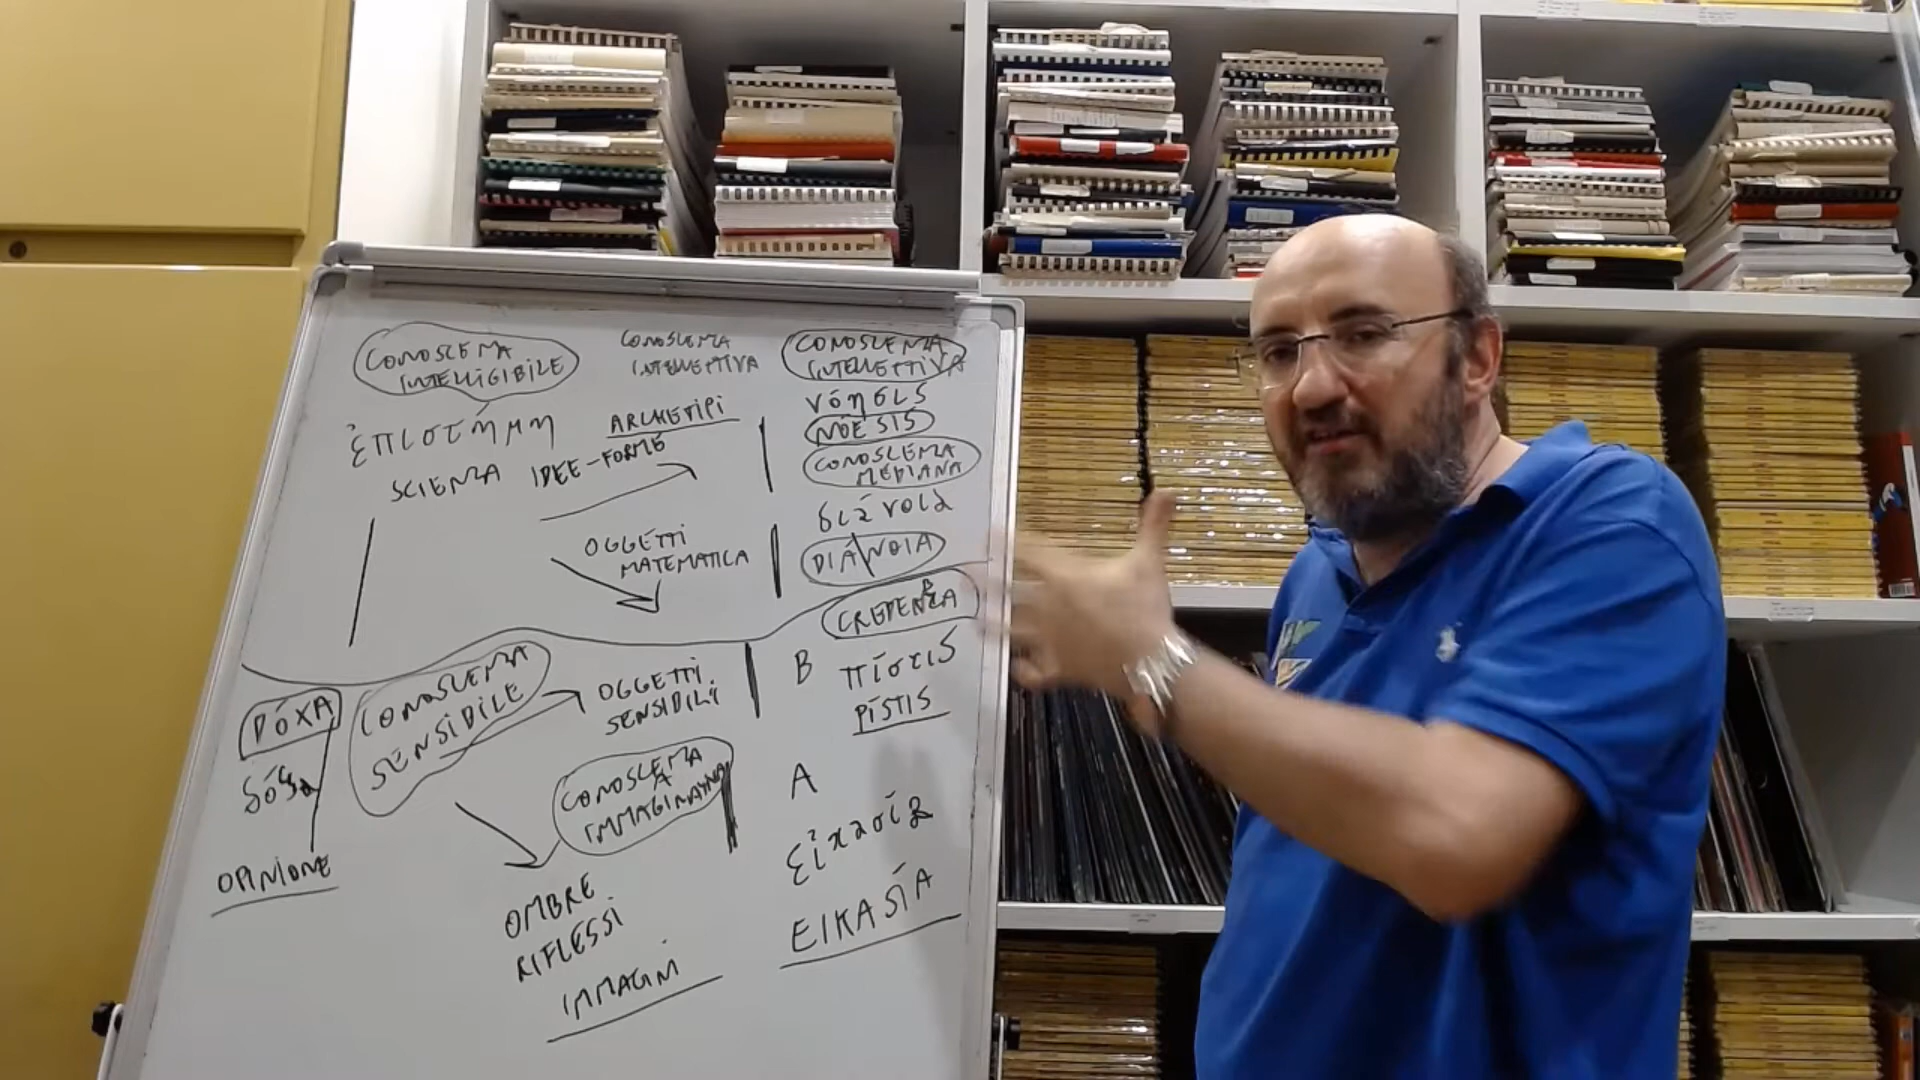 CONOSCENZA
INTELLIGIBILE
ἐπιστήμη
SCIENZA
ARCHETIPI
IDEE-FORME
OGGETTI
MATEMATICA
CONOSCENZA
INTELLETTIVA
CONOSCENZA
INTELLETTIVA
νόησις
NÓESIS
CONOSCENZA
MEDIANA
διάνοια
DIÁNOIA
CREDENZA
B
πίστις
PÍSTIS
DÓXA
δόξα
OPINIONE
CONOSCENZA
SENSIBILE
OGGETTI
SENSIBILI
CONOSCENZA
IMMAGINATIVA
OMBRE
RIFLESSI
IMMAGINI
A
εἰκασία
EIKASÍA